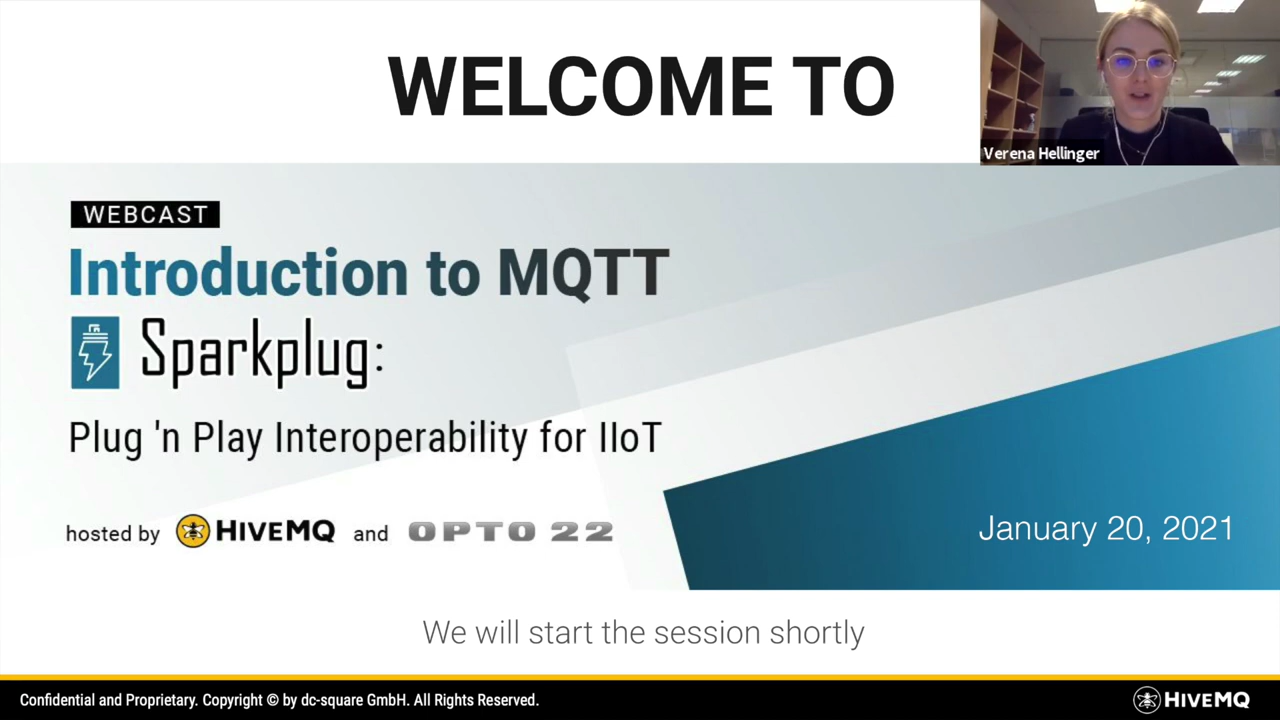 WELCOME TO
Verena Hellinger
WEBCAST
Introduction to MQTT
Sparkplug:
Plug 'n Play Interoperability for IIoT
hosted by HIVEMQ and OPTO 22
January 20, 2021
We will start the session shortly
Confidential and Proprietary. Copyright © by dc-square GmbH. All Rights Reserved.
HIVEMQ